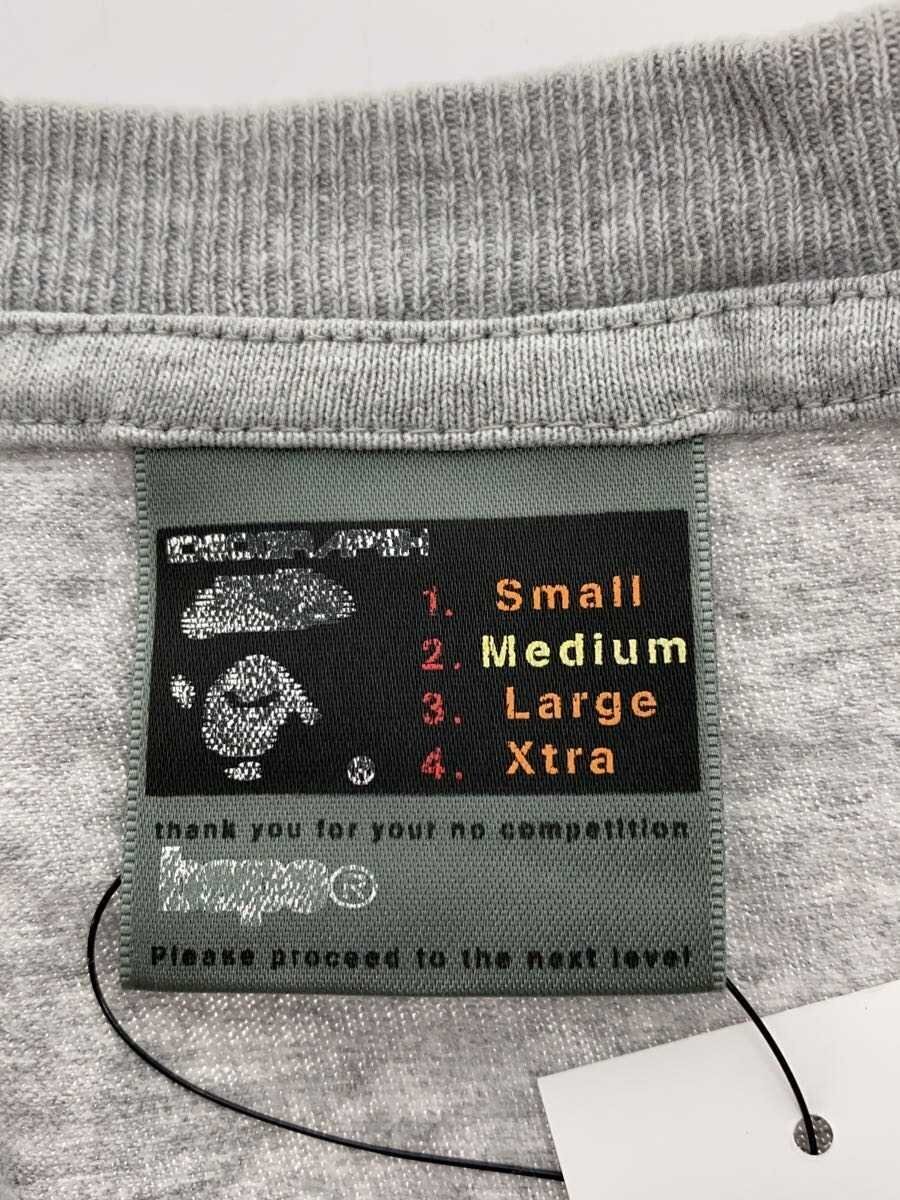 1. Small
2. Medium
3. Large
4. Xtra
thank you for your no competition
®
Please proceed to the next level